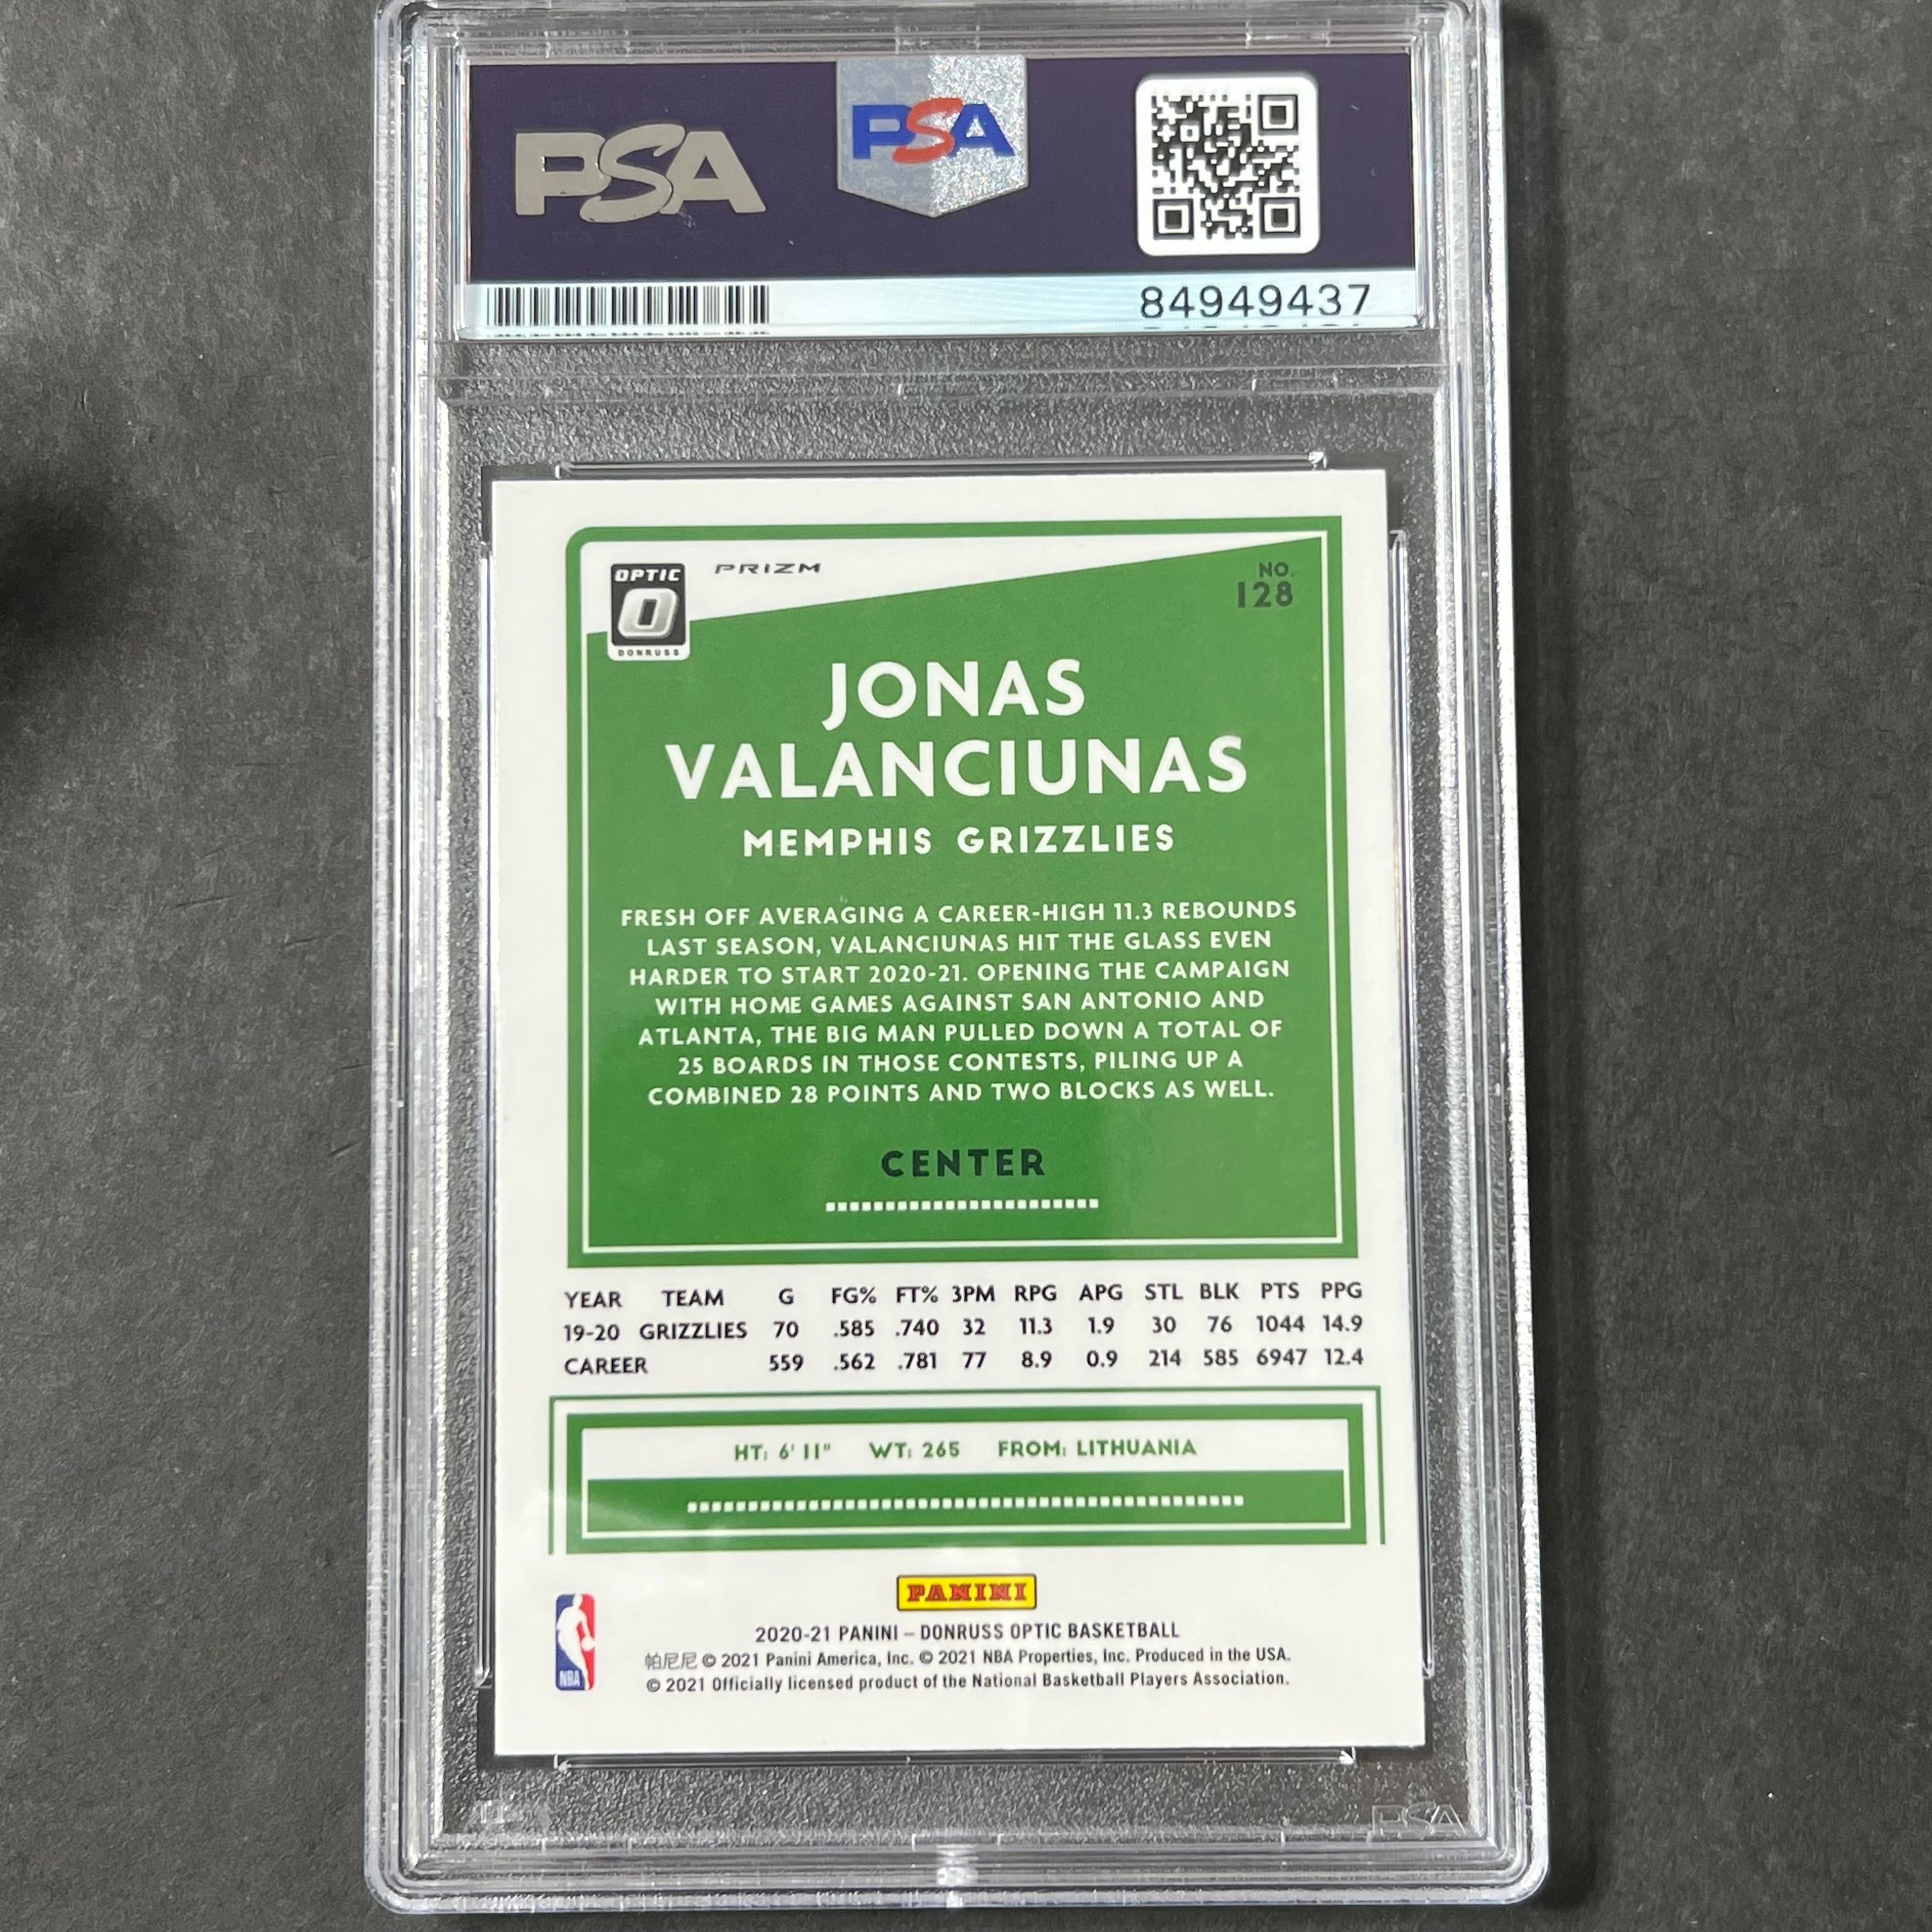 PSA
PSA
84949437
OPTIC
O
DONRUSS
PRIZM
NO.
128
JONAS
VALANCIUNAS
MEMPHIS GRIZZLIES
FRESH OFF AVERAGING A CAREER-HIGH 11.3 REBOUNDS
LAST SEASON, VALANCIUNAS HIT THE GLASS EVEN
HARDER TO START 2020-21. OPENING THE CAMPAIGN
WITH HOME GAMES AGAINST SAN ANTONIO AND
ATLANTA, THE BIG MAN PULLED DOWN A TOTAL OF
25 BOARDS IN THOSE CONTESTS, PILING UP A
COMBINED 28 POINTS AND TWO BLOCKS AS WELL.
CENTER
YEAR TEAM G FG% FT% 3PM RPG APG STL BLK PTS PPG
19-20 GRIZZLIES 70 .585 .740 32 11.3 1.9 30 76 1044 14.9
CAREER 559 .562 .781 77 8.9 0.9 214 585 6947 12.4
HT: 6' 11" WT: 265 FROM: LITHUANIA
PANINI
NBA
2020-21 PANINI – DONRUSS OPTIC BASKETBALL
帕尼尼 © 2021 Panini America, Inc. © 2021 NBA Properties, Inc. Produced in the USA.
© 2021 Officially licensed product of the National Basketball Players Association.
PSA